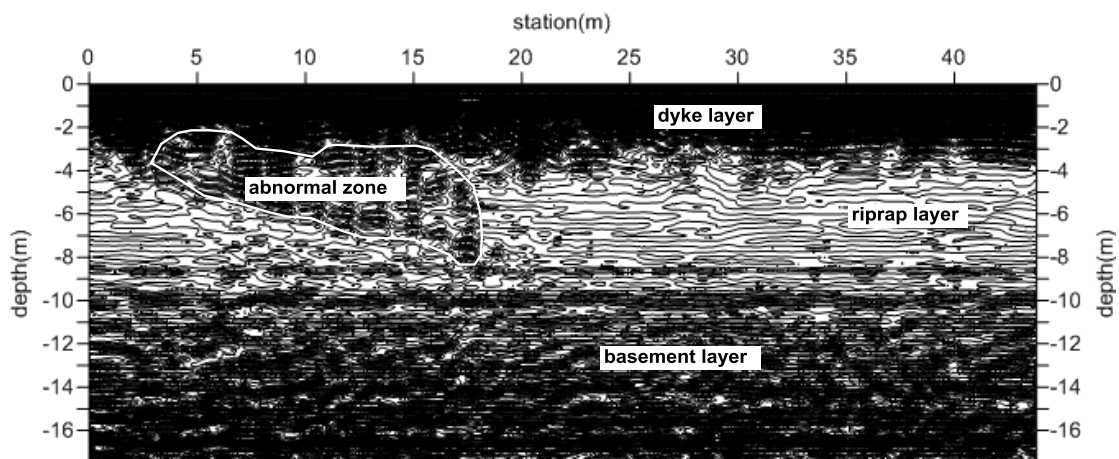 station(m)
0 5 10 15 20 25 30 35 40
0 0
dyke layer
-2 -2
-4 -4
abnormal zone
-6 riprap layer -6
-8 -8
depth(m) depth(m)
-10 -10
-12 basement layer -12
-14 -14
-16 -16